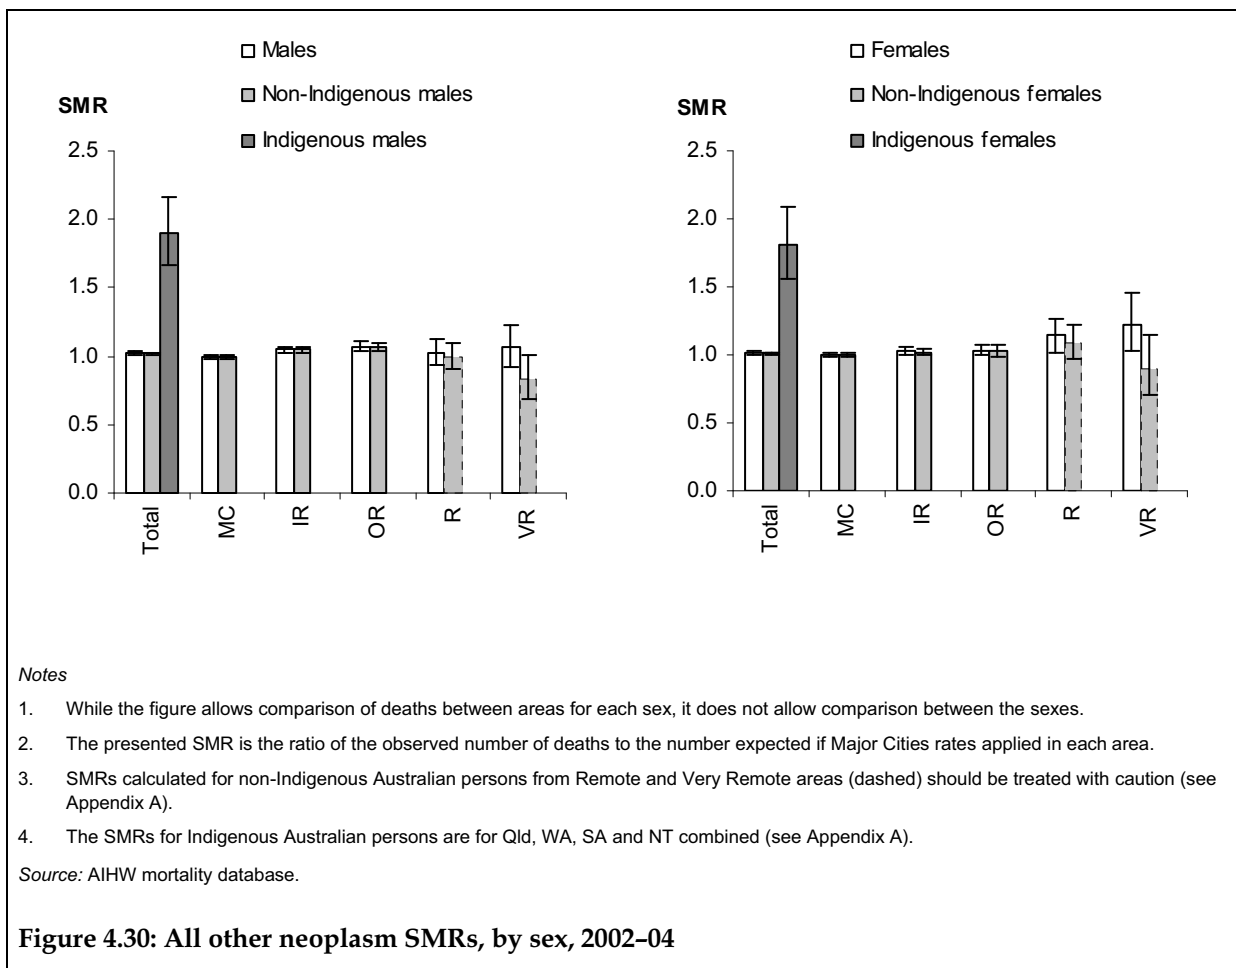 Males
Non-Indigenous males
SMR
Indigenous males
2.5
2.0
1.5
1.0
0.5
0.0
Total
MC
IR
OR
R
VR
Females
Non-Indigenous females
SMR
Indigenous females
2.5
2.0
1.5
1.0
0.5
0.0
Total
MC
IR
OR
R
VR
Notes
1. While the figure allows comparison of deaths between areas for each sex, it does not allow comparison between the sexes.
2. The presented SMR is the ratio of the observed number of deaths to the number expected if Major Cities rates applied in each area.
3. SMRs calculated for non-Indigenous Australian persons from Remote and Very Remote areas (dashed) should be treated with caution (see
Appendix A).
4. The SMRs for Indigenous Australian persons are for Qld, WA, SA and NT combined (see Appendix A).
Source: AIHW mortality database.
Figure 4.30: All other neoplasm SMRs, by sex, 2002–04